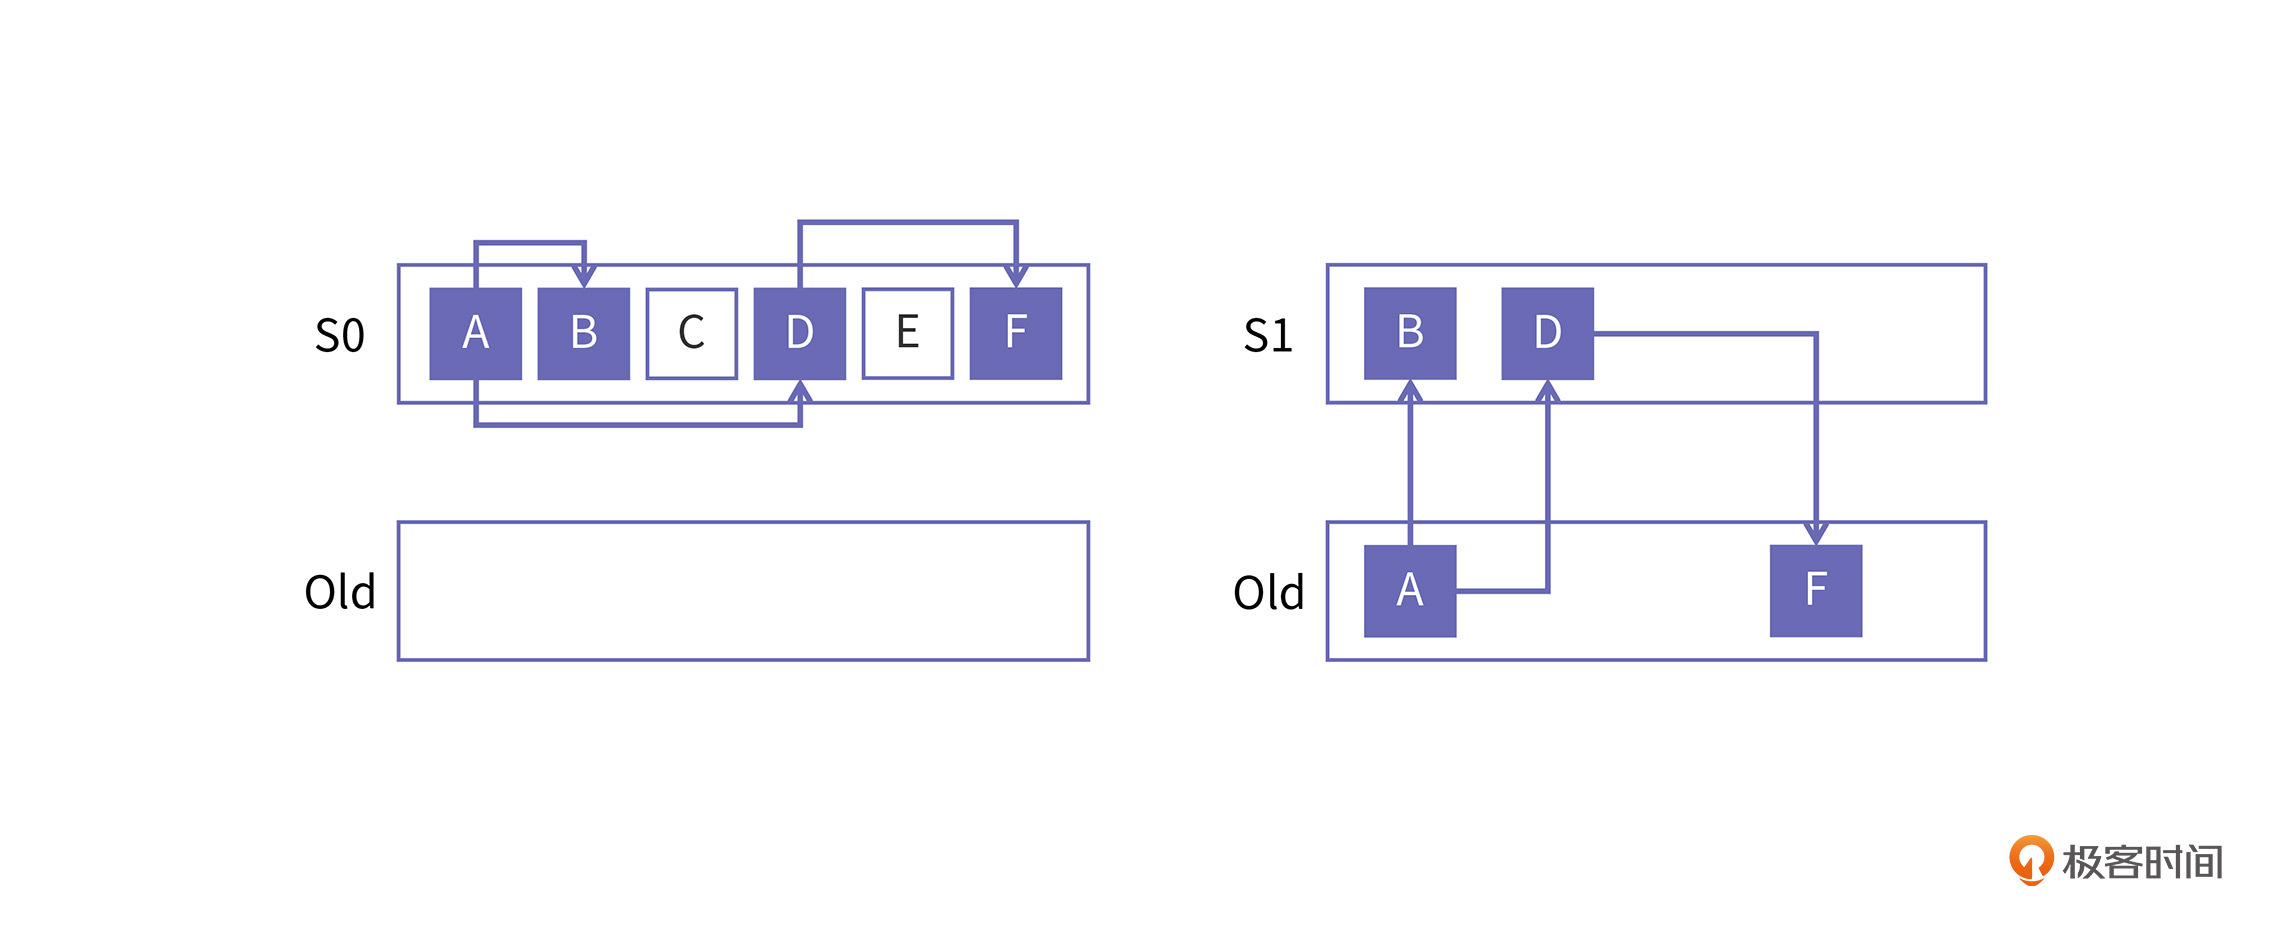 S0
A B C D E F
Old
S1
B D
Old
A F
极客时间